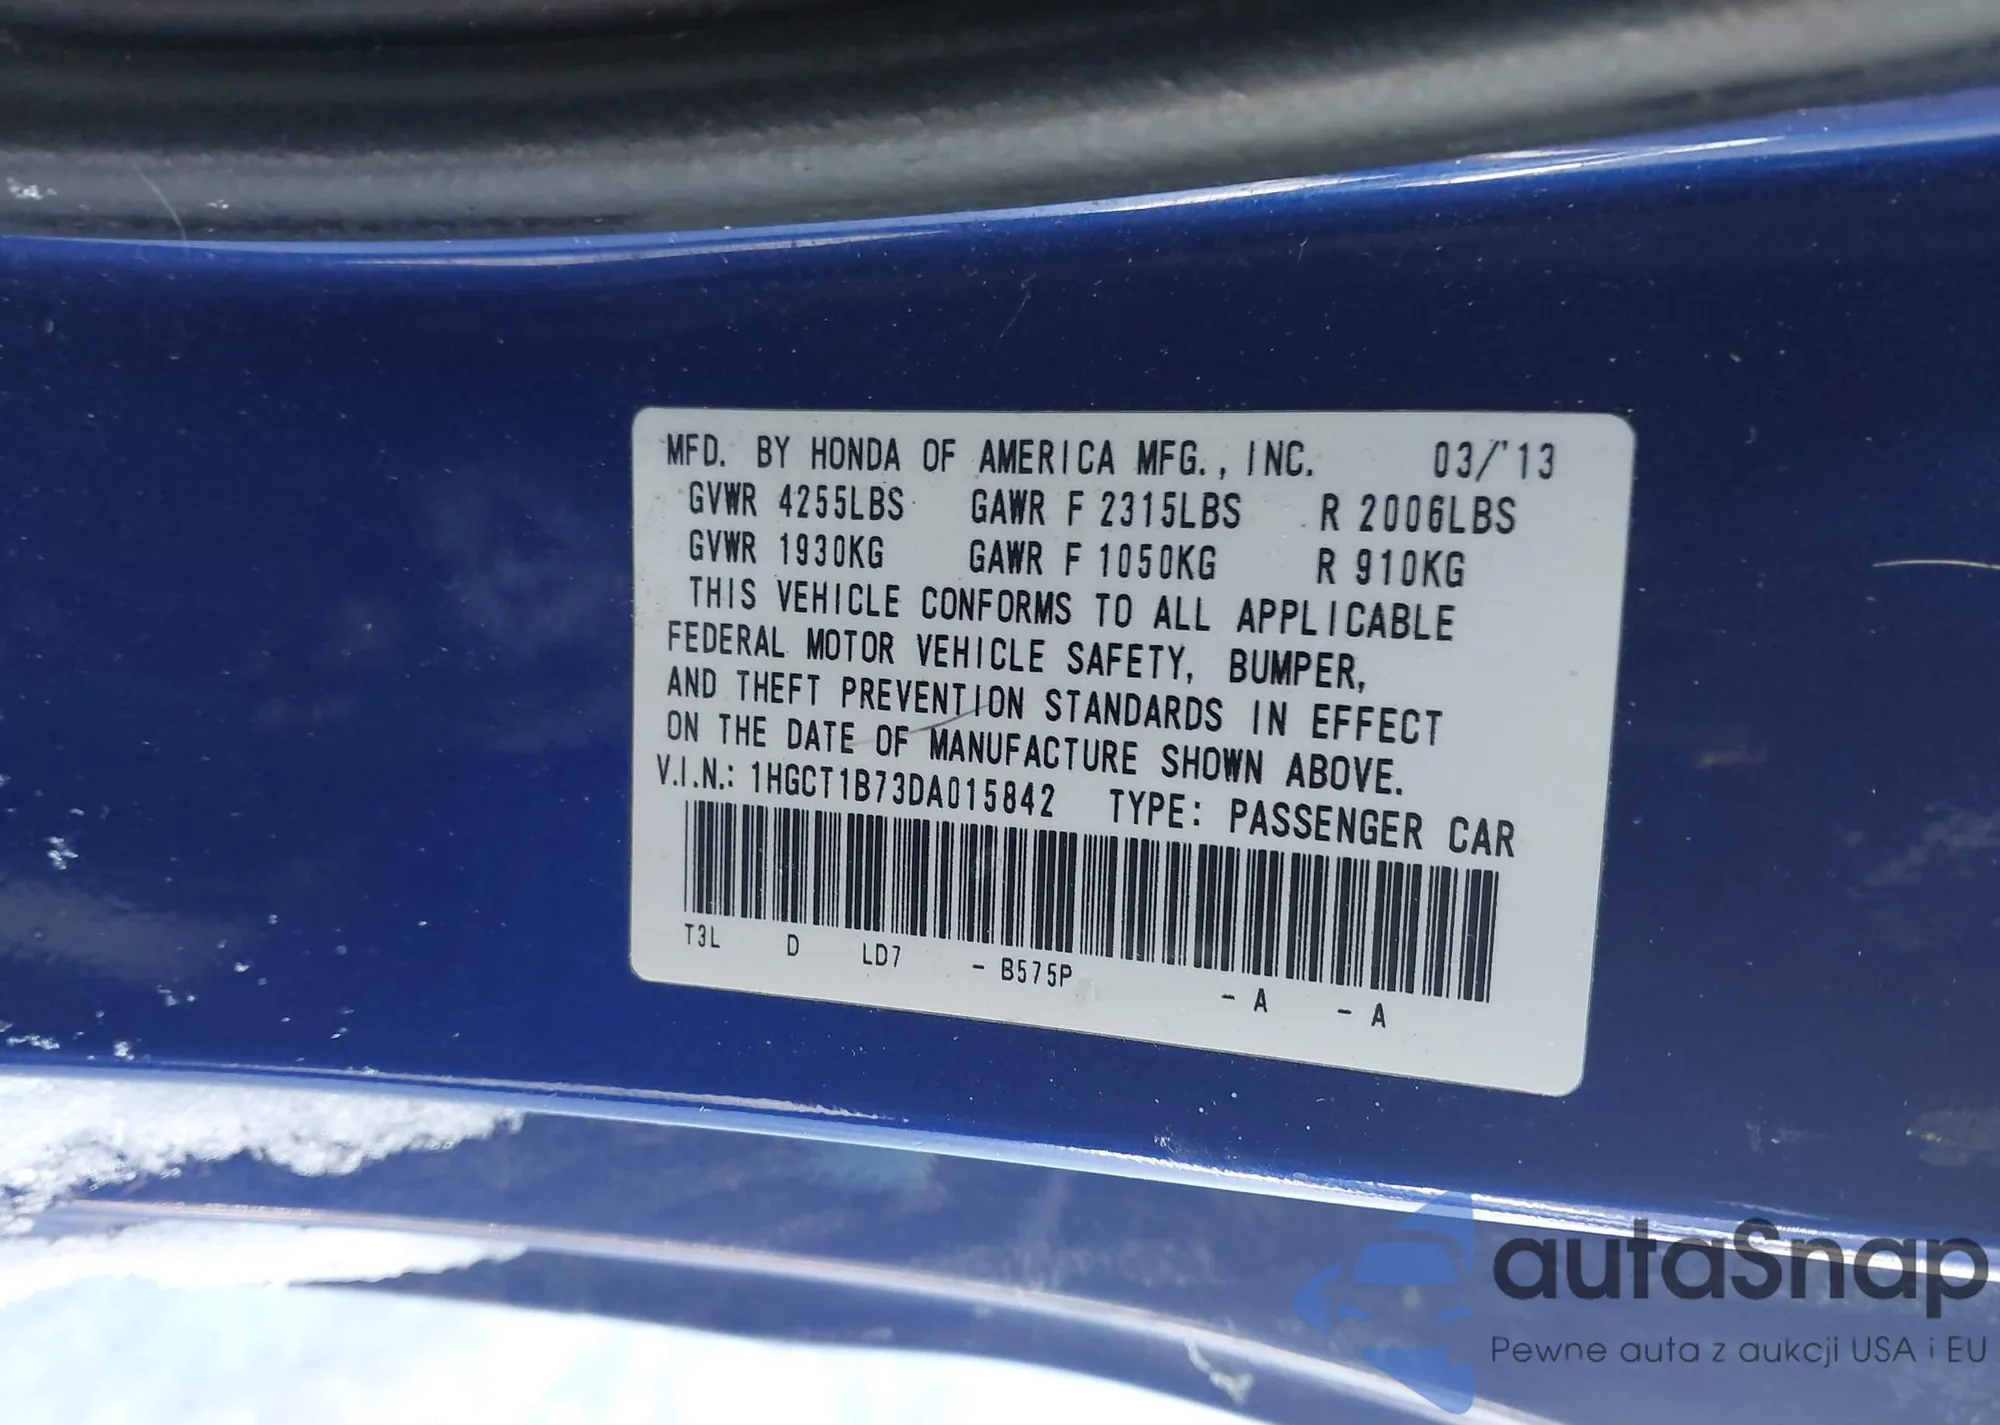 MFD. BY HONDA OF AMERICA MFG., INC. 03/'13
GVWR 4255LBS GAWR F 2315LBS R 2006LBS
GVWR 1930KG GAWR F 1050KG R 910KG
THIS VEHICLE CONFORMS TO ALL APPLICABLE
FEDERAL MOTOR VEHICLE SAFETY, BUMPER,
AND THEFT PREVENTION STANDARDS IN EFFECT
ON THE DATE OF MANUFACTURE SHOWN ABOVE.
V.I.N.: 1HGCT1B73DA015842 TYPE: PASSENGER CAR
T3L D LD7 - B575P - A - A
autaSnap
Pewne auta z aukcji USA i EU